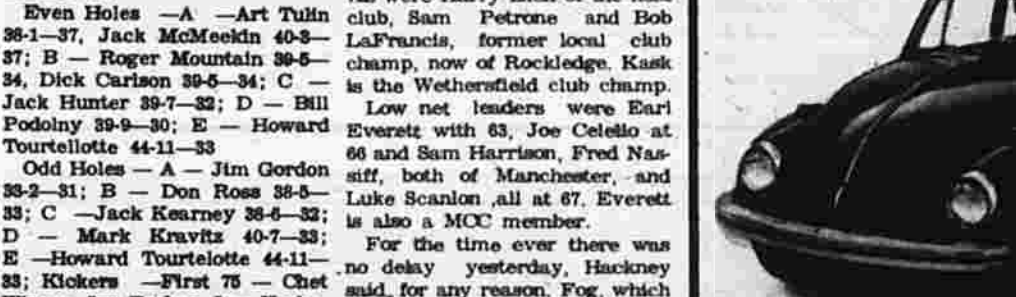 Even Holes —A —Art Tulin
38-1—37, Jack McMeekin 40-3—
37; B — Roger Mountain 39-5—
34, Dick Carlson 39-5—34; C —
Jack Hunter 39-7—32; D — Bill
Podolny 39-9—30; E — Howard
Tourtellotte 44-11—33
Odd Holes — A — Jim Gordon
33-2—31; B — Don Ross 38-5—
33; C —Jack Kearney 38-6—32;
D — Mark Kravitz 40-7—33;
E —Howard Tourtelotte 44-11—
33; Kickers —First 75 — Chet
club, Sam Petrone and Bob
LaFrancis, former local club
champ, now of Rockledge. Kask
is the Wethersfield club champ.
Low net leaders were Earl
Everett with 63, Joe Celello at
66 and Sam Harrison, Fred Nas-
siff, both of Manchester, and
Luke Scanlon ,all at 67. Everett
is also a MCC member.
For the time ever there was
no delay yesterday, Hackney
said, for any reason. Fog, which